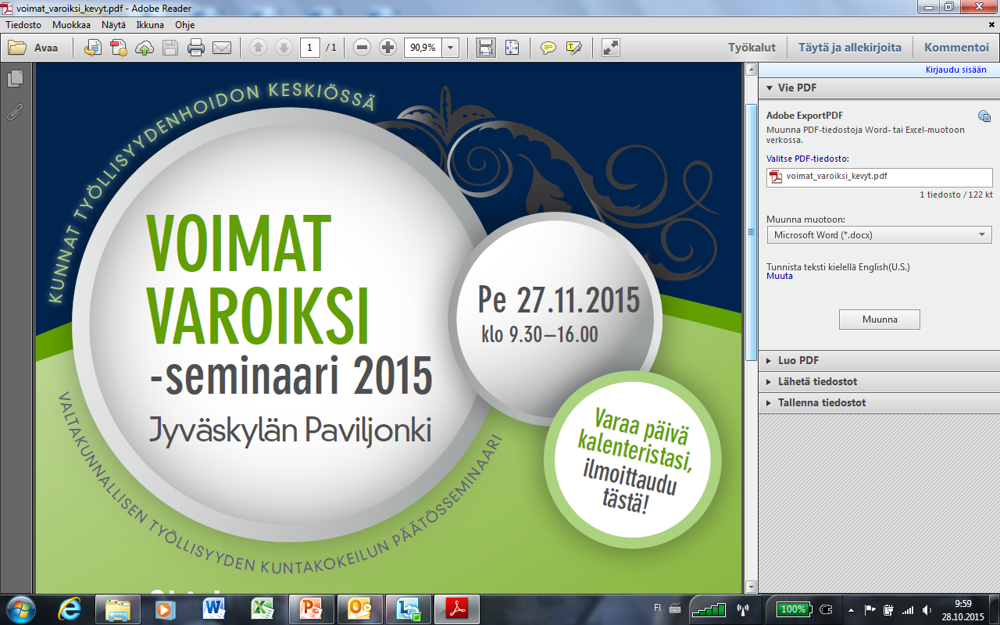 voimat_varoiksi_kevyt.pdf - Adobe Reader
Tiedosto Muokkaa Näytä Ikkuna Ohje
Avaa 1 / 1 90,9% Työkalut Täytä ja allekirjoita Kommentoi
Kirjaudu sisään
Vie PDF
Adobe ExportPDF
Muunna PDF-tiedostoja Word- tai Excel-muotoon
verkossa.
Valitse PDF-tiedosto:
voimat_varoiksi_kevyt.pdf
1 tiedosto / 122 kt
Muunna muotoon:
Microsoft Word (*.docx)
Tunnista teksti kielellä English(U.S.)
Muuta
Muunna
Luo PDF
Lähetä tiedostot
Tallenna tiedostot
KUNNAT TYÖLLISYYDENHOIDON KESKIÖSSÄ
VOIMAT
VAROIKSI
-seminaari 2015
Jyväskylän Paviljonki
Pe 27.11.2015
klo 9.30–16.00
Varaa päivä
kalenteristasi,
ilmoittaudu
tästä!
VALTAKUNNALLISEN TYÖLLISYYDEN KUNTAKOKEILUN PÄÄTÖSSEMINAARI
FI 100% 9:59
28.10.2015